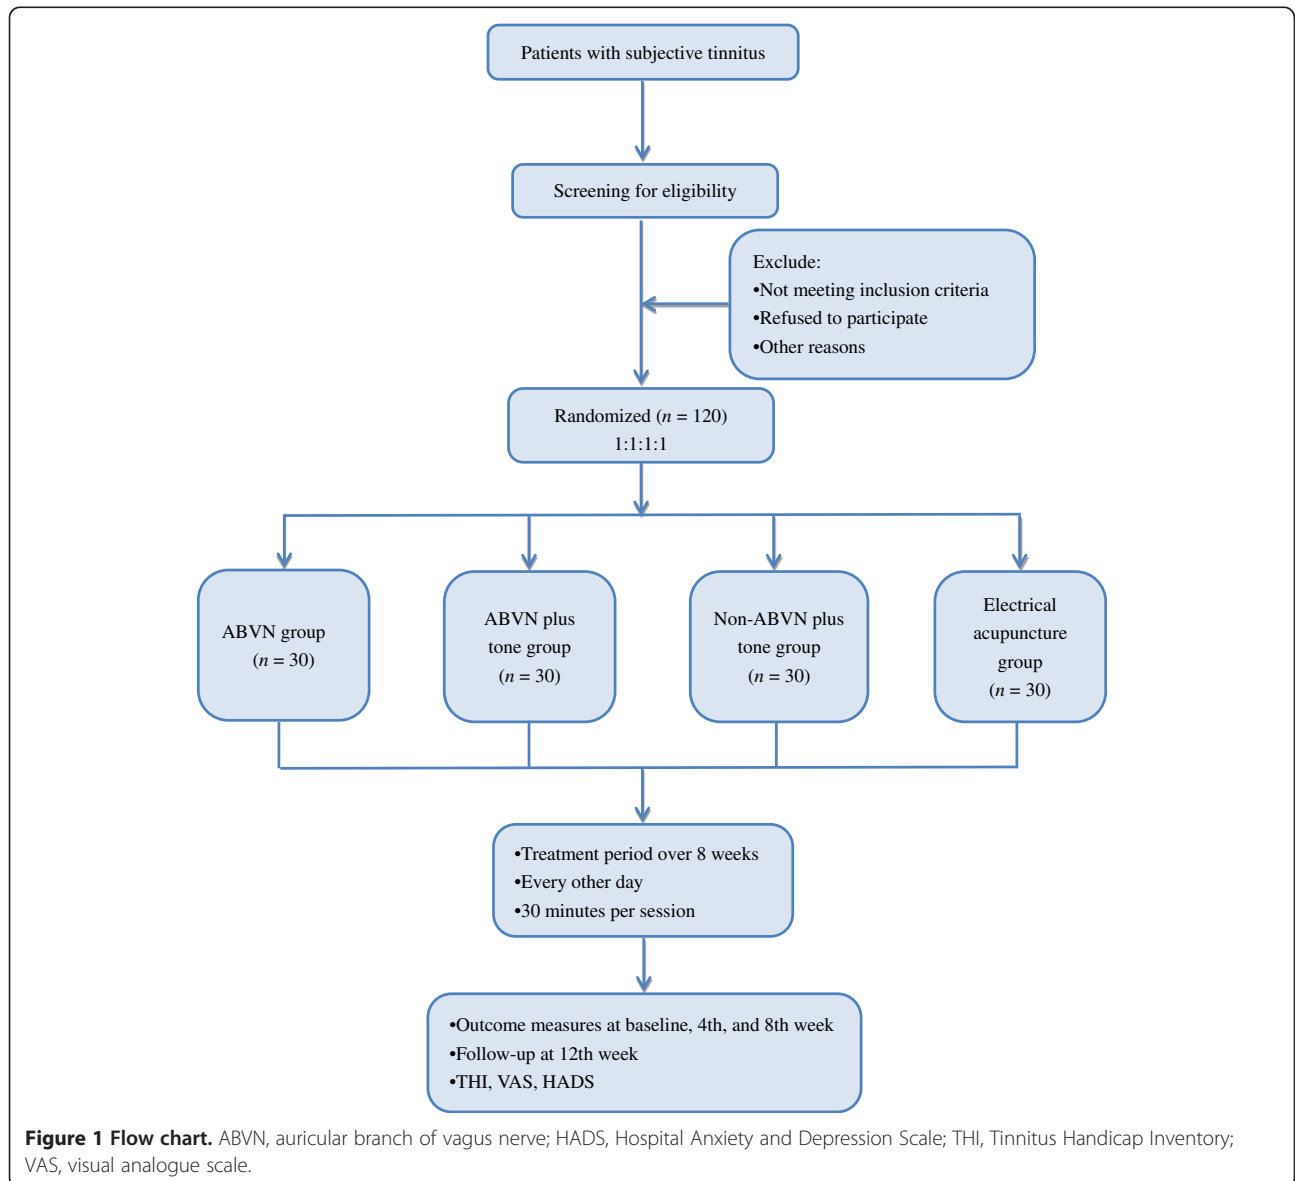 Patients with subjective tinnitus
Screening for eligibility
Exclude:
•Not meeting inclusion criteria
•Refused to participate
•Other reasons
Randomized (n = 120)
1:1:1:1
ABVN group
(n = 30)
ABVN plus
tone group
(n = 30)
Non-ABVN plus
tone group
(n = 30)
Electrical
acupuncture
group
(n = 30)
•Treatment period over 8 weeks
•Every other day
•30 minutes per session
•Outcome measures at baseline, 4th, and 8th week
•Follow-up at 12th week
•THI, VAS, HADS
Figure 1 Flow chart. ABVN, auricular branch of vagus nerve; HADS, Hospital Anxiety and Depression Scale; THI, Tinnitus Handicap Inventory;
VAS, visual analogue scale.